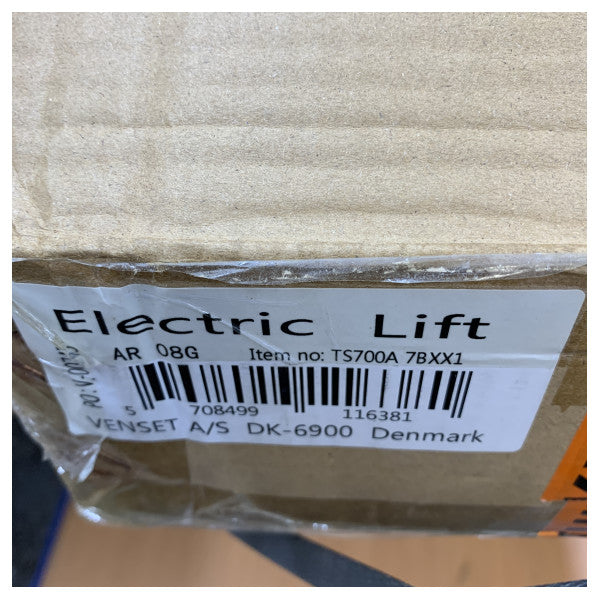 Electric Lift
AR 08G Item no: TS700A 7BXX1
5 708499 116381
VENSET A/S DK-6900 Denmark